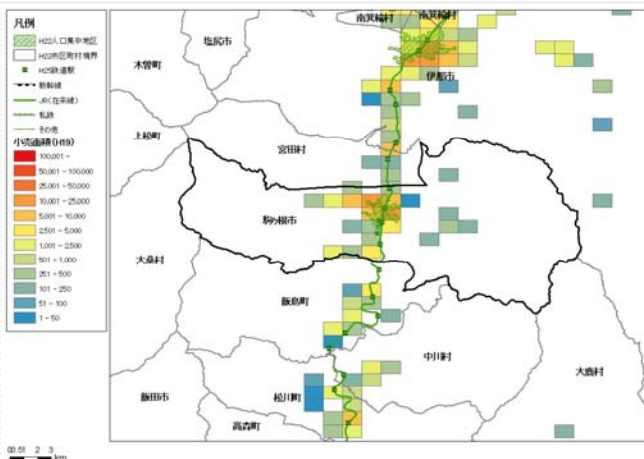 凡例
H22人口集中地区
H22市区町村境界
H25鉄道駅
新幹線
JR(在来線)
私鉄
その他
小売面積(H19)
100,001 -
50,001 - 100,000
25,001 - 50,000
10,001 - 25,000
5,001 - 10,000
2,501 - 5,000
1,001 - 2,500
501 - 1,000
251 - 500
101 - 250
51 - 100
1 - 50
南箕輪村
南箕輪村
塩尻市
木曽町
伊那市
上松町
宮田村
駒ヶ根市
大桑村
飯島町
中川村
大鹿村
飯田市
松川町
高森町
00.51 2 3
km